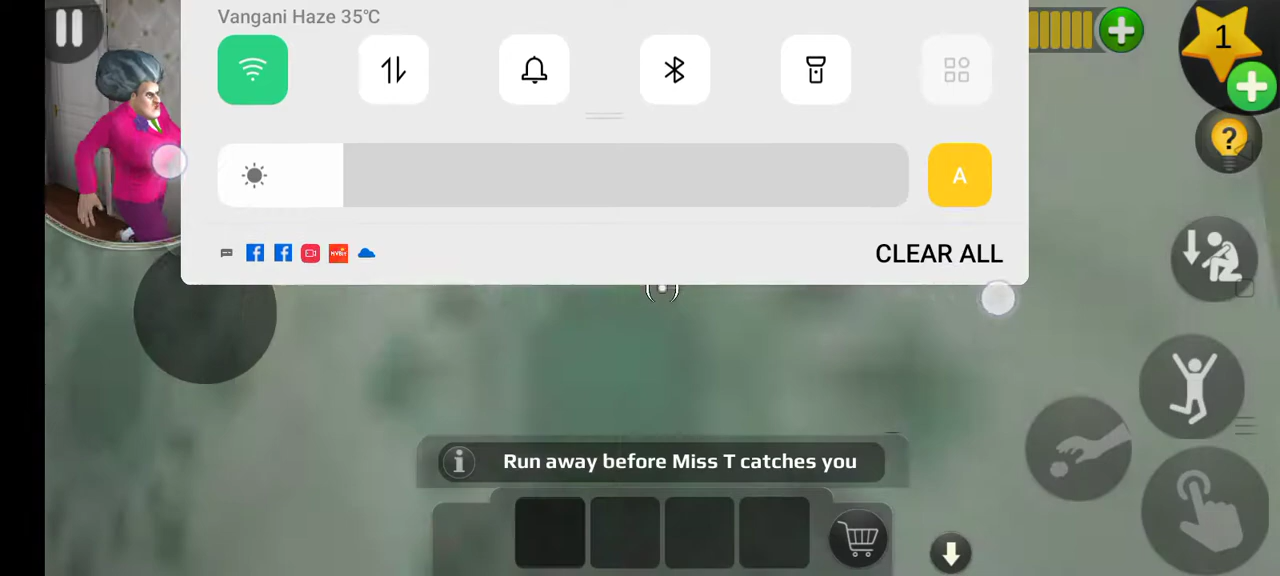 Vangani Haze 35℃
1
?
A
CLEAR ALL
Run away before Miss T catches you